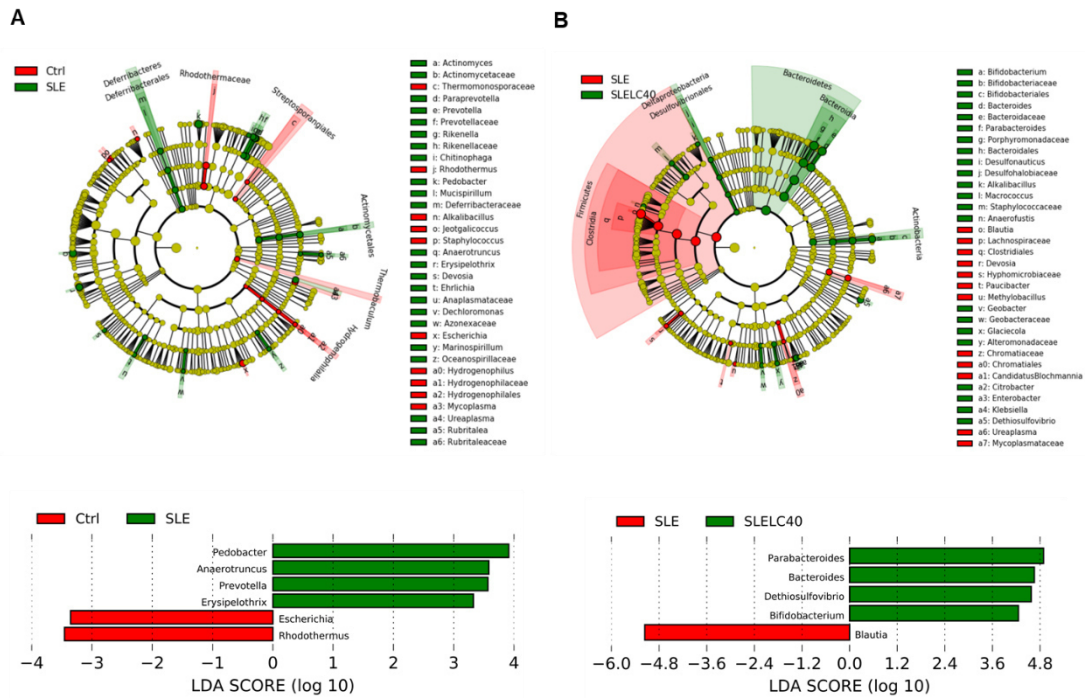 A
Ctrl
SLE
Deferribacteres
Deferribacterales
m
Rhodothermaceae
j
Streptosporangiales
c
Actinomycetales
a
b
Thermobaculum
Hydrogenophilalia
a: Actinomyces
b: Actinomycetaceae
c: Thermomonosporaceae
d: Paraprevotella
e: Prevotella
f: Prevotellaceae
g: Rikenella
h: Rikenellaceae
i: Chitinophaga
j: Rhodothermus
k: Pedobacter
l: Mucispirillum
m: Deferribacteraceae
n: Alkalibacillus
o: Jeotgalicoccus
p: Staphylococcus
q: Anaerotruncus
r: Erysipelothrix
s: Devosia
t: Ehrlichia
u: Anaplasmataceae
v: Dechloromonas
w: Azonexaceae
x: Escherichia
y: Marinospirillum
z: Oceanospirillaceae
a0: Hydrogenophilus
a1: Hydrogenophilaceae
a2: Hydrogenophilales
a3: Mycoplasma
a4: Ureaplasma
a5: Rubritalea
a6: Rubritaleaceae
Ctrl
SLE
Pedobacter
Anaerotruncus
Prevotella
Erysipelothrix
Escherichia
Rhodothermus
−4 −3 −2 −1 0 1 2 3 4
LDA SCORE (log 10)
B
SLE
SLELC40
Deltaproteobacteria
Desulfovibrionales
Bacteroidetes
Bacteroidia
h
Firmicutes
Clostridia
q
p
Actinobacteria
b
c
a7
a: Bifidobacterium
b: Bifidobacteriaceae
c: Bifidobacteriales
d: Bacteroides
e: Bacteroidaceae
f: Parabacteroides
g: Porphyromonadaceae
h: Bacteroidales
i: Desulfonauticus
j: Desulfohalobiaceae
k: Alkalibacillus
l: Macrococcus
m: Staphylococcaceae
n: Anaerofustis
o: Blautia
p: Lachnospiraceae
q: Clostridiales
r: Devosia
s: Hyphomicrobiaceae
t: Paucibacter
u: Methylobacillus
v: Geobacter
w: Geobacteraceae
x: Glaciecola
y: Alteromonadaceae
z: Chromatiaceae
a0: Chromatiales
a1: CandidatusBlochmannia
a2: Citrobacter
a3: Enterobacter
a4: Klebsiella
a5: Dethiosulfovibrio
a6: Ureaplasma
a7: Mycoplasmataceae
SLE
SLELC40
Parabacteroides
Bacteroides
Dethiosulfovibrio
Bifidobacterium
Blautia
−6.0 −4.8 −3.6 −2.4 −1.2 0.0 1.2 2.4 3.6 4.8
LDA SCORE (log 10)